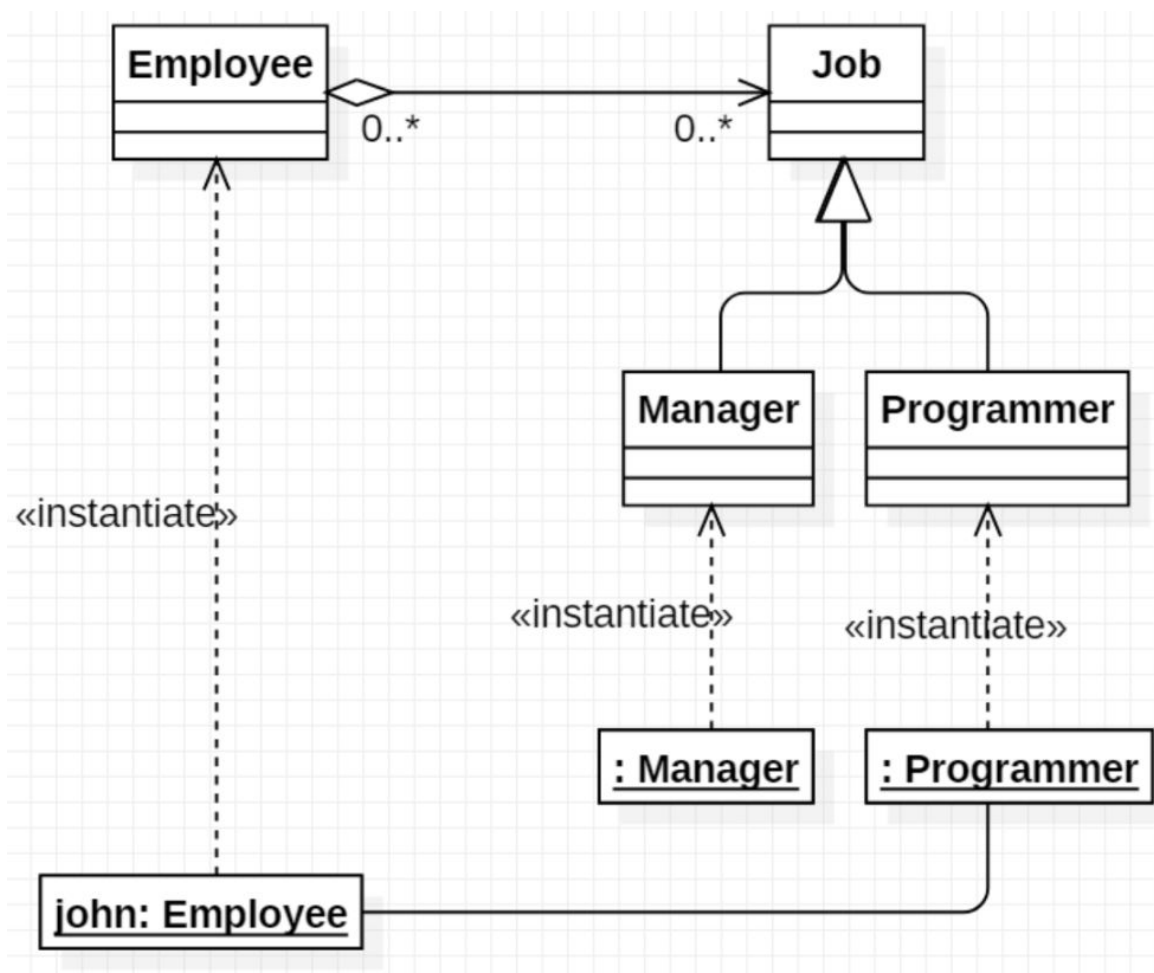 Employee
Job
0..*
0..*
Manager
Programmer
«instantiate»
«instantiate»
«instantiate»
: Manager
: Programmer
john: Employee